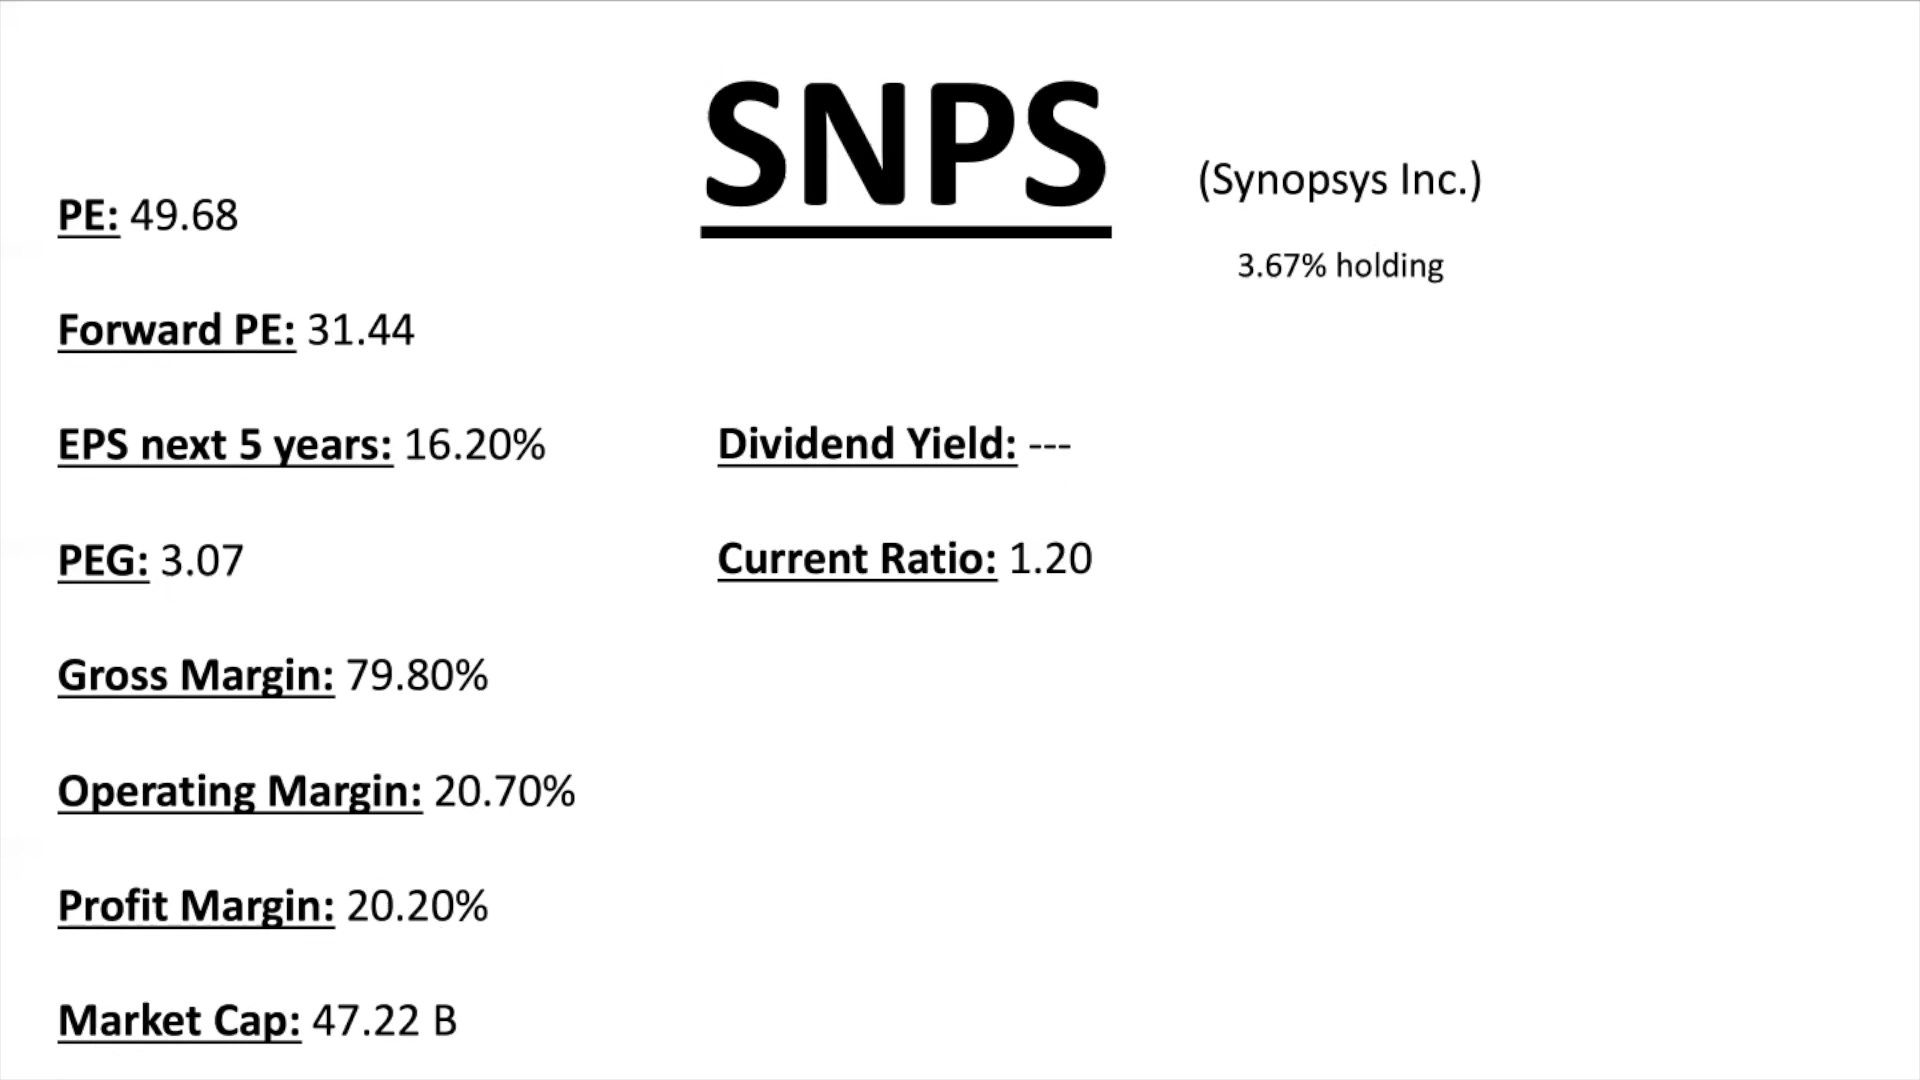 SNPS
(Synopsys Inc.)
3.67% holding
PE: 49.68
Forward PE: 31.44
EPS next 5 years: 16.20%
PEG: 3.07
Gross Margin: 79.80%
Operating Margin: 20.70%
Profit Margin: 20.20%
Market Cap: 47.22 B
Dividend Yield: ---
Current Ratio: 1.20